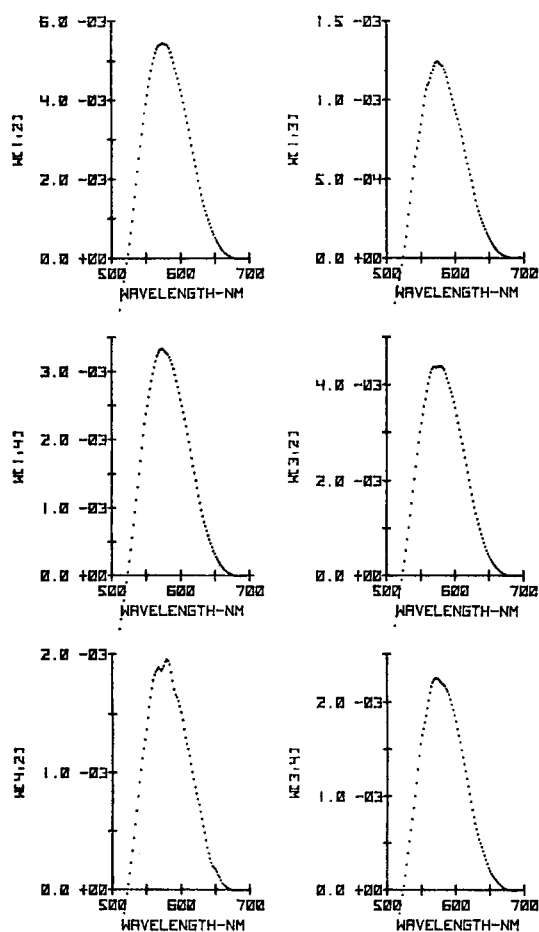 6.0 -03
4.0 -03
2.0 -03
0.0 +00
W[1,2]
500 600 700
WAVELENGTH-NM
1.5 -03
1.0 -03
5.0 -04
0.0 +00
W[1,3]
500 600 700
WAVELENGTH-NM
3.0 -03
2.0 -03
1.0 -03
0.0 +00
W[1,4]
500 600 700
WAVELENGTH-NM
4.0 -03
2.0 -03
0.0 +00
W[3,2]
500 600 700
WAVELENGTH-NM
2.0 -03
1.0 -03
0.0 +00
W[4,2]
500 600 700
WAVELENGTH-NM
2.0 -03
1.0 -03
0.0 +00
W[3,4]
500 600 700
WAVELENGTH-NM